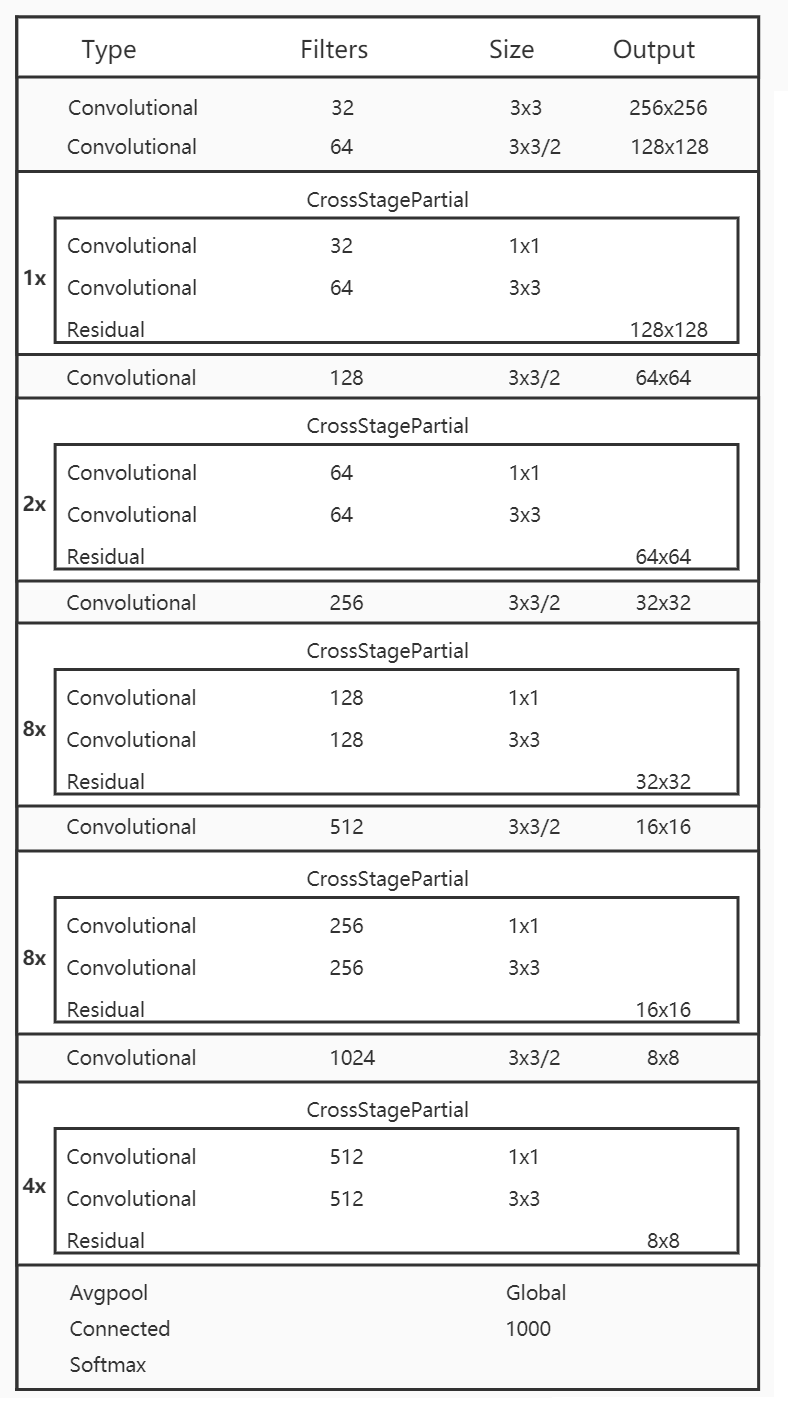 Type Filters Size Output
Convolutional 32 3x3 256x256
Convolutional 64 3x3/2 128x128
CrossStagePartial
Convolutional 32 1x1
1x
Convolutional 64 3x3
Residual 128x128
Convolutional 128 3x3/2 64x64
CrossStagePartial
Convolutional 64 1x1
2x
Convolutional 64 3x3
Residual 64x64
Convolutional 256 3x3/2 32x32
CrossStagePartial
Convolutional 128 1x1
8x
Convolutional 128 3x3
Residual 32x32
Convolutional 512 3x3/2 16x16
CrossStagePartial
Convolutional 256 1x1
8x
Convolutional 256 3x3
Residual 16x16
Convolutional 1024 3x3/2 8x8
CrossStagePartial
Convolutional 512 1x1
4x
Convolutional 512 3x3
Residual 8x8
Avgpool Global
Connected 1000
Softmax